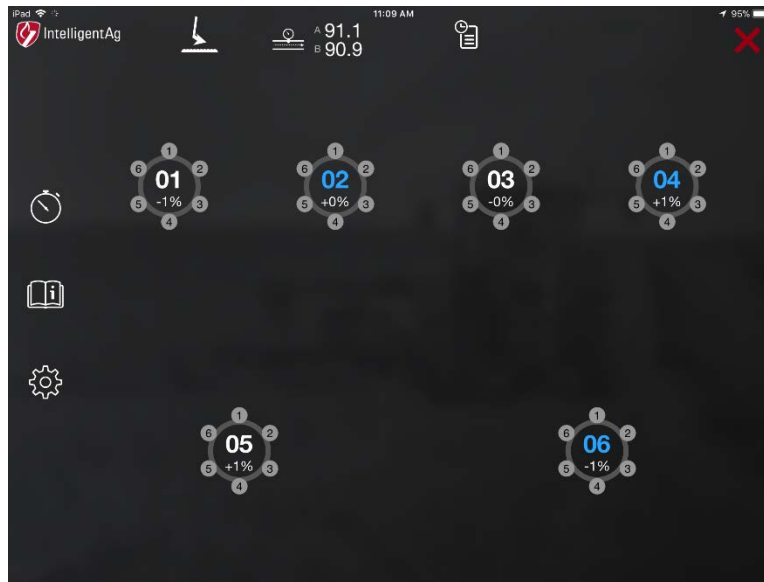 iPad 11:09 AM 95%
IntelligentAg A 91.1
B 90.9
1 1 1 1
6 2 6 2 6 2 6 2
01 02 03 04
-1% +0% -0% +1%
5 3 5 3 5 3 5 3
4 4 4 4
i
1 1
6 2 6 2
05 06
+1% -1%
5 3 5 3
4 4